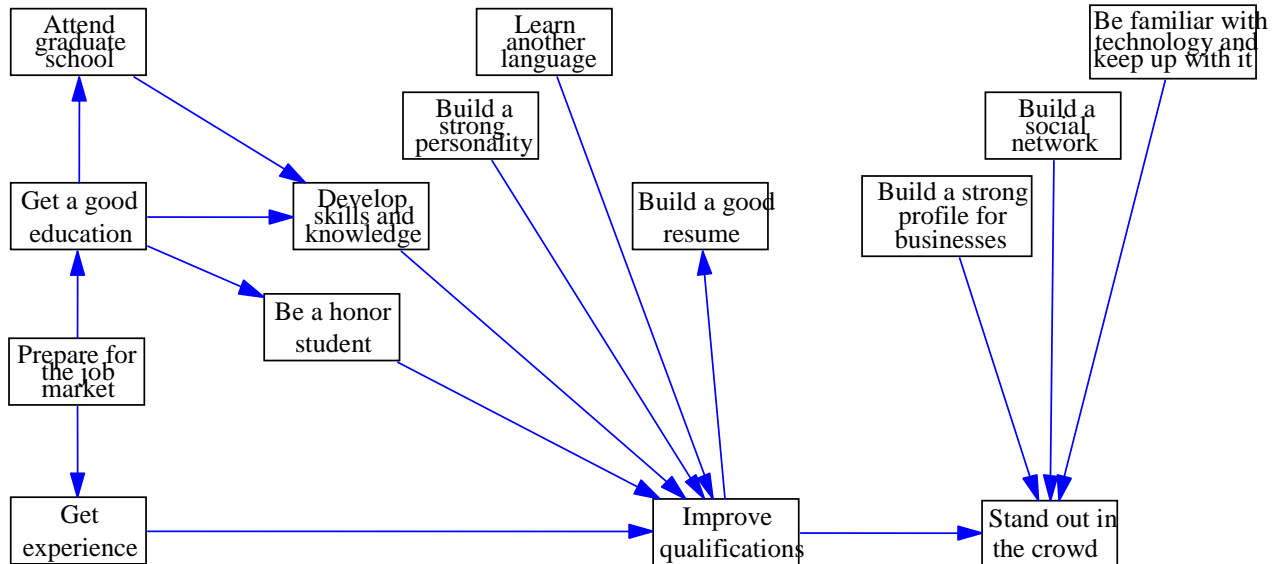 Attend
graduate
school
Learn
another
language
Be familiar with
technology and
keep up with it
Build a
strong
personality
Build a
social
network
Get a good
education
Develop
skills and
knowledge
Build a good
resume
Build a strong
profile for
businesses
Be a honor
student
Prepare for
the job
market
Get
experience
Improve
qualifications
Stand out in
the crowd